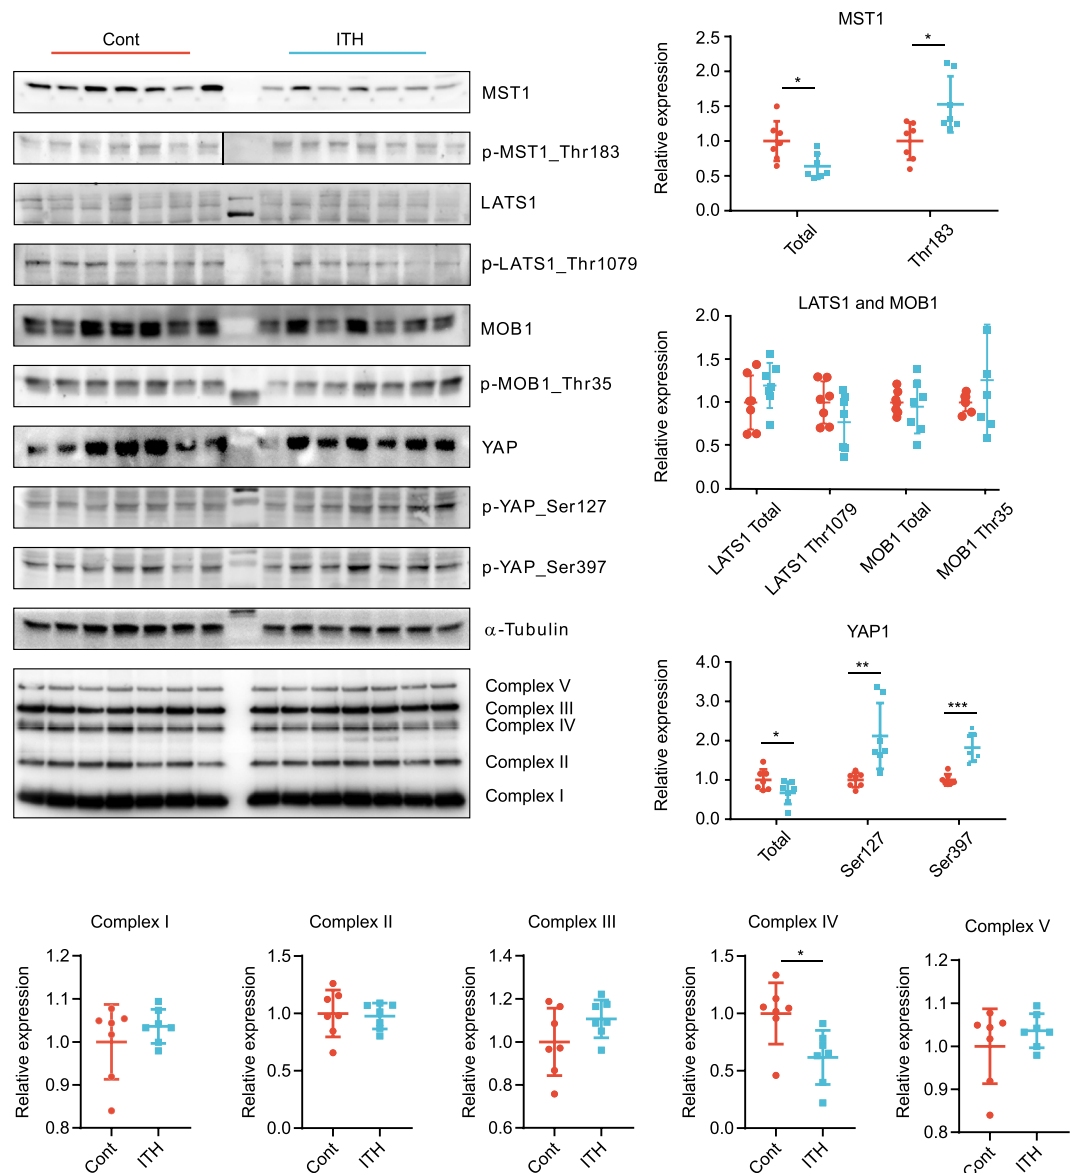 Cont
ITH
MST1
p-MST1_Thr183
LATS1
p-LATS1_Thr1079
MOB1
p-MOB1_Thr35
YAP
p-YAP_Ser127
p-YAP_Ser397
α-Tubulin
Complex V
Complex III
Complex IV
Complex II
Complex I
MST1
Relative expression
2.5
2.0
1.5
1.0
0.5
0.0
*
*
Total
Thr183
LATS1 and MOB1
Relative expression
2.0
1.5
1.0
0.5
0.0
LATS1 Total
LATS1 Thr1079
MOB1 Total
MOB1 Thr35
YAP1
Relative expression
4.0
3.0
2.0
1.0
0.0
*
**
***
Total
Ser127
Ser397
Complex I
Relative expression
1.2
1.1
1.0
0.9
0.8
Cont
ITH
Complex II
Relative expression
1.5
1.0
0.5
0.0
Cont
ITH
Complex III
Relative expression
1.4
1.2
1.0
0.8
0.6
Cont
ITH
Complex IV
Relative expression
1.5
1.0
0.5
0.0
*
Cont
ITH
Complex V
Relative expression
1.2
1.1
1.0
0.9
0.8
Cont
ITH